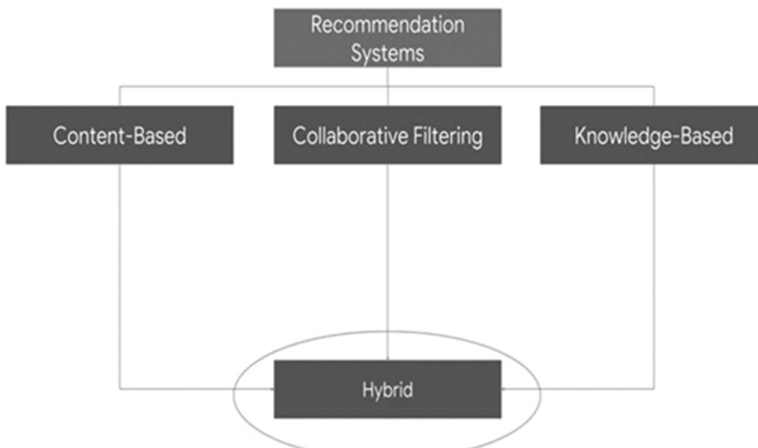 Recommendation
Systems
Content-Based
Collaborative Filtering
Knowledge-Based
Hybrid